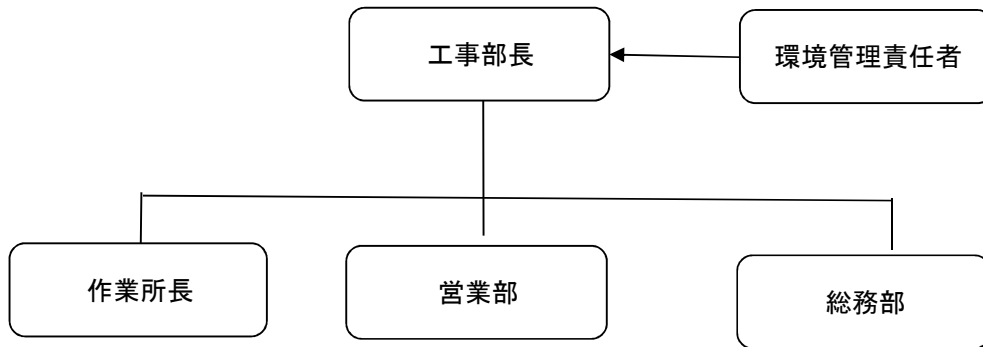 工事部長
環境管理責任者
作業所長
営業部
総務部